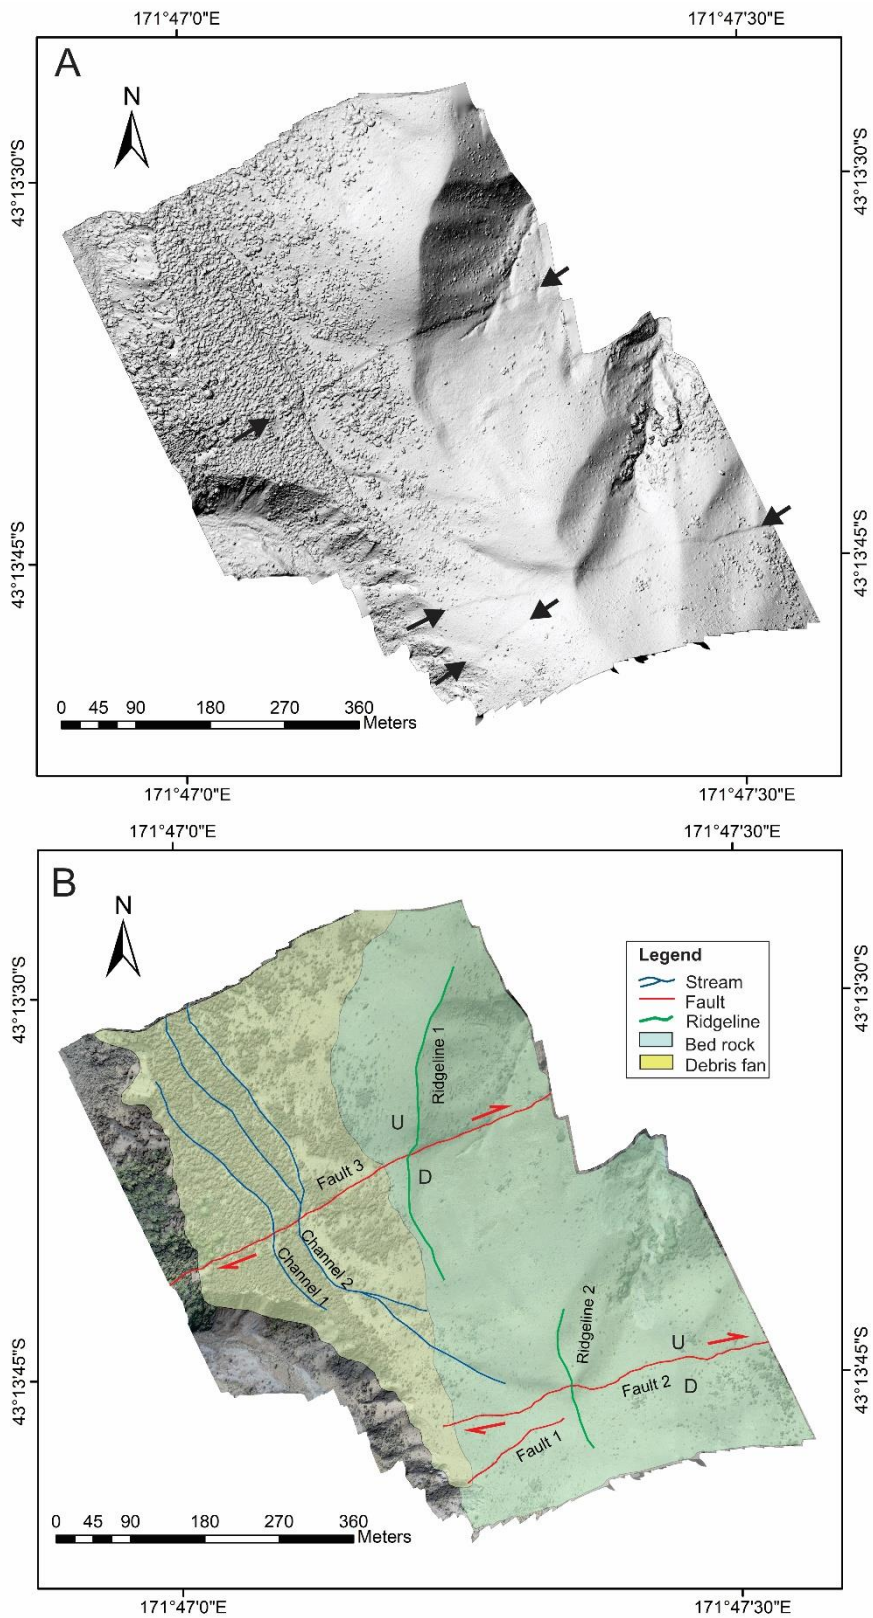 171°47'0"E
171°47'30"E
A
N
43°13'30"S
43°13'30"S
43°13'45"S
43°13'45"S
0 45 90 180 270 360
Meters
171°47'0"E
171°47'30"E
171°47'0"E
171°47'30"E
B
N
Legend
Stream
Fault
Ridgeline
Bed rock
Debris fan
43°13'30"S
43°13'30"S
Ridgeline 1
U
D
Fault 3
Channel 2
Channel 1
Ridgeline 2
U
Fault 2
D
Fault 1
43°13'45"S
43°13'45"S
0 45 90 180 270 360
Meters
171°47'0"E
171°47'30"E